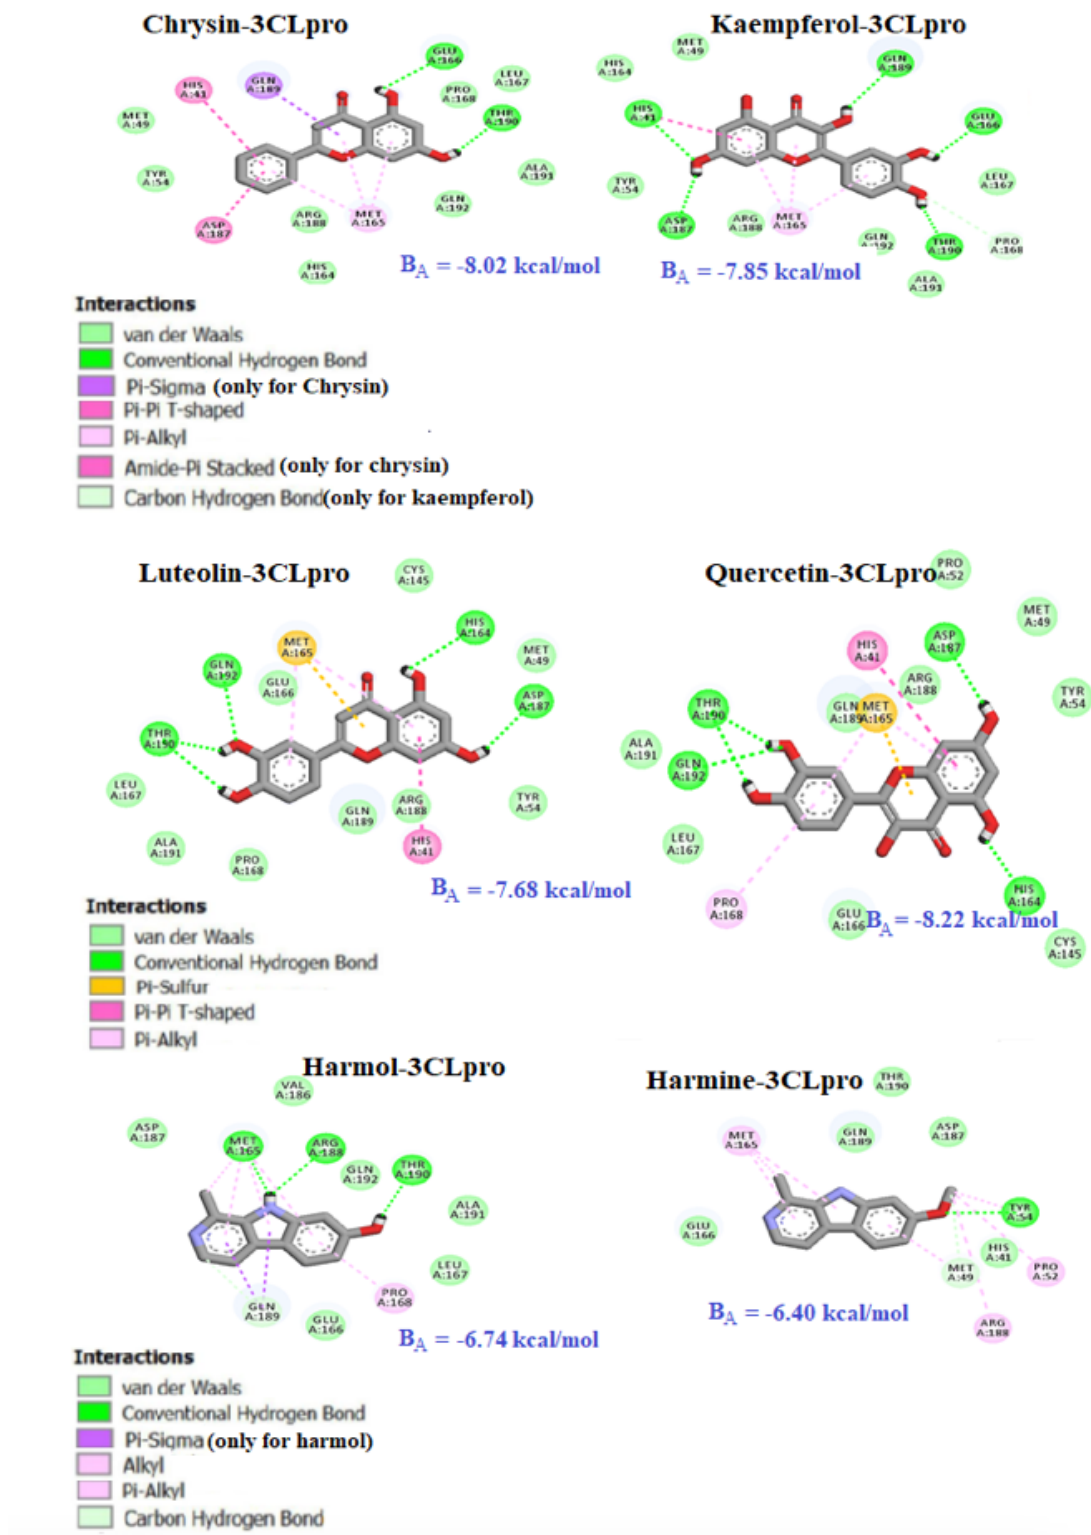 Chrysin-3CLpro
GLU
A:166
HIS
A:41
GLN
A:189
LEU
A:167
PRO
A:168
MET
A:49
THR
A:190
TYR
A:54
ALA
A:191
GLN
A:192
ARG
A:188
MET
A:165
ASP
A:187
HIS
A:164
BA = -8.02 kcal/mol
Kaempferol-3CLpro
MET
A:49
HIS
A:164
GLN
A:189
HIS
A:41
GLU
A:166
TYR
A:54
LEU
A:167
ASP
A:187
ARG
A:188
MET
A:165
GLN
A:192
THR
A:190
PRO
A:168
ALA
A:191
BA = -7.85 kcal/mol
Interactions
van der Waals
Conventional Hydrogen Bond
Pi-Sigma (only for Chrysin)
Pi-Pi T-shaped
Pi-Alkyl
Amide-Pi Stacked (only for chrysin)
Carbon Hydrogen Bond(only for kaempferol)
Luteolin-3CLpro
CYS
A:145
HIS
A:164
MET
A:165
MET
A:49
GLN
A:192
GLU
A:166
ASP
A:187
THR
A:190
LEU
A:167
GLN
A:189
ARG
A:188
TYR
A:54
ALA
A:191
PRO
A:168
HIS
A:41
BA = -7.68 kcal/mol
Quercetin-3CLpro
PRO
A:52
MET
A:49
HIS
A:41
ASP
A:187
ARG
A:188
TYR
A:54
THR
A:190
GLN
A:189
MET
A:165
ALA
A:191
GLN
A:192
LEU
A:167
PRO
A:168
GLU
A:166
HIS
A:164
CYS
A:145
BA = -8.22 kcal/mol
Interactions
van der Waals
Conventional Hydrogen Bond
Pi-Sulfur
Pi-Pi T-shaped
Pi-Alkyl
Harmol-3CLpro
VAL
A:186
ASP
A:187
MET
A:165
ARG
A:188
GLN
A:192
THR
A:190
ALA
A:191
LEU
A:167
PRO
A:168
GLN
A:189
GLU
A:166
BA = -6.74 kcal/mol
Harmine-3CLpro
THR
A:190
MET
A:165
GLN
A:189
ASP
A:187
GLU
A:166
TYR
A:54
HIS
A:41
MET
A:49
PRO
A:52
ARG
A:188
BA = -6.40 kcal/mol
Interactions
van der Waals
Conventional Hydrogen Bond
Pi-Sigma (only for harmol)
Alkyl
Pi-Alkyl
Carbon Hydrogen Bond